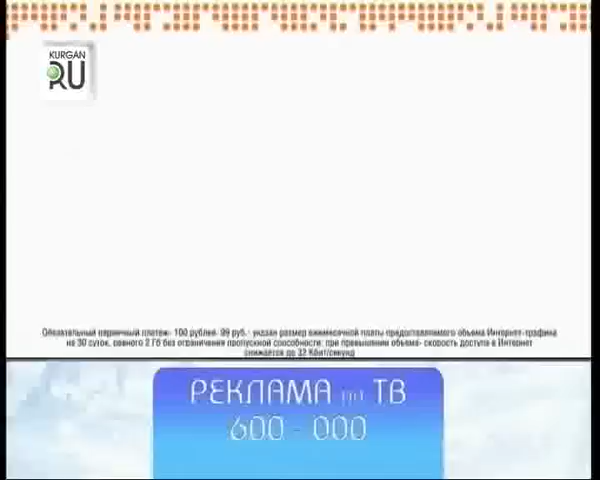 KURGAN
RU
Обязательный первичный платеж- 100 рублей. 99 руб.- указан размер ежемесячной платы предоставляемого объема Интернет-трафика
на 30 суток, равного 2 Гб без ограничения пропускной способности; при превышении объема- скорость доступа в Интернет
снижается до 32 Кбит/секунд
РЕКЛАМА на ТВ
600 - 000